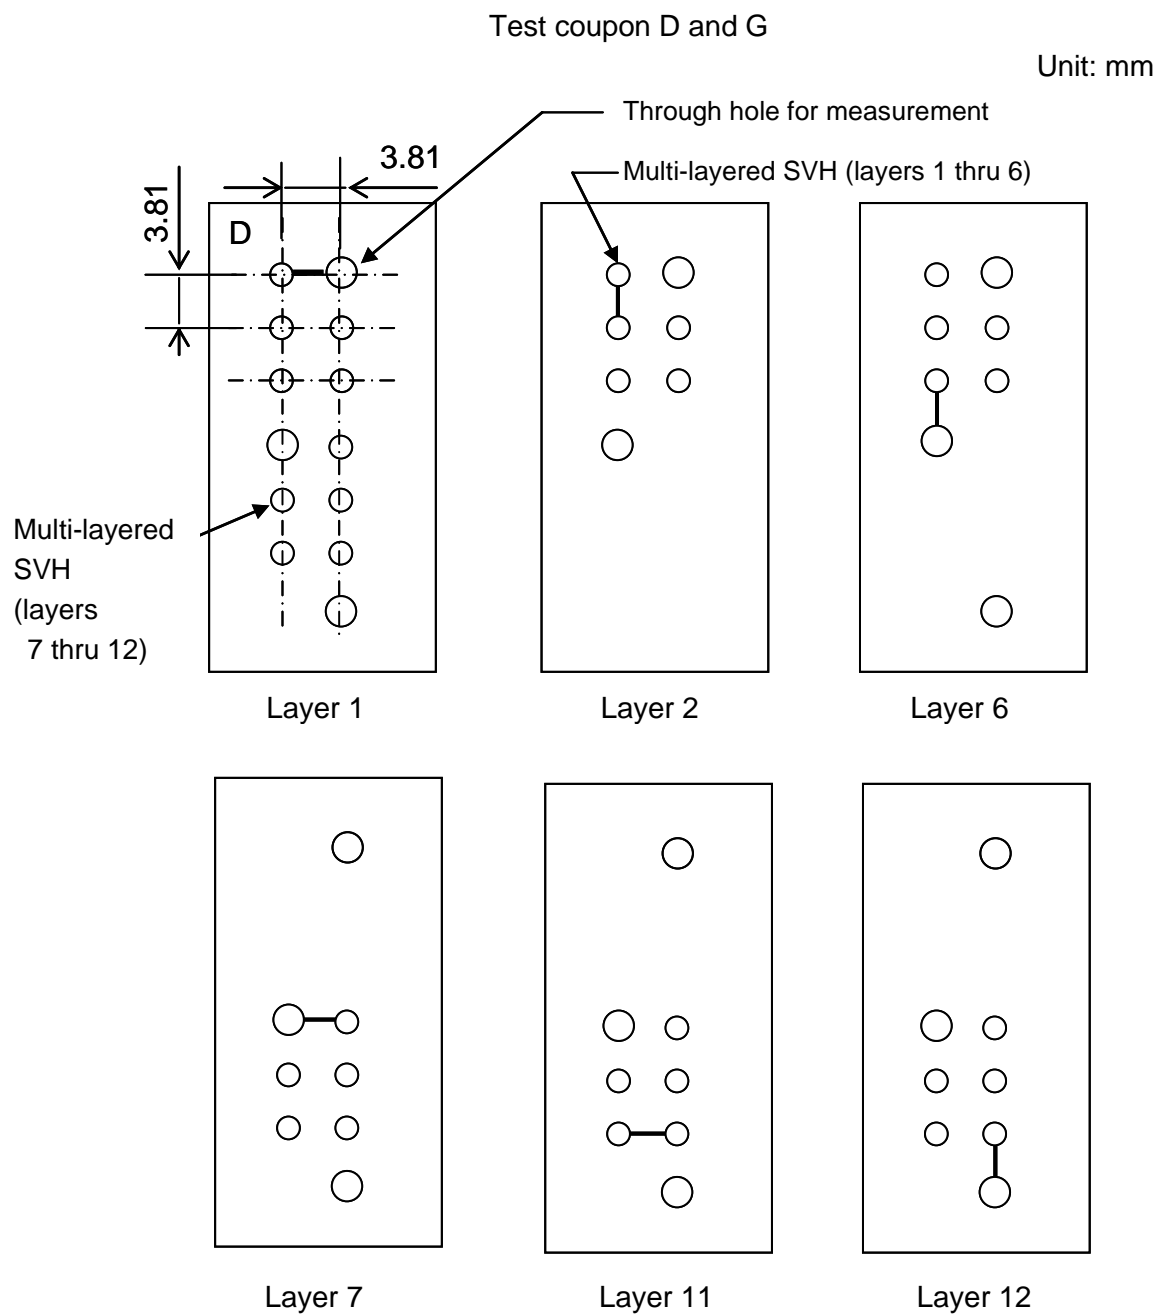 Test coupon D and G
Unit: mm
Through hole for measurement
3.81
Multi-layered SVH (layers 1 thru 6)
3.81
D
Multi-layered
SVH
(layers
7 thru 12)
Layer 1
Layer 2
Layer 6
Layer 7
Layer 11
Layer 12